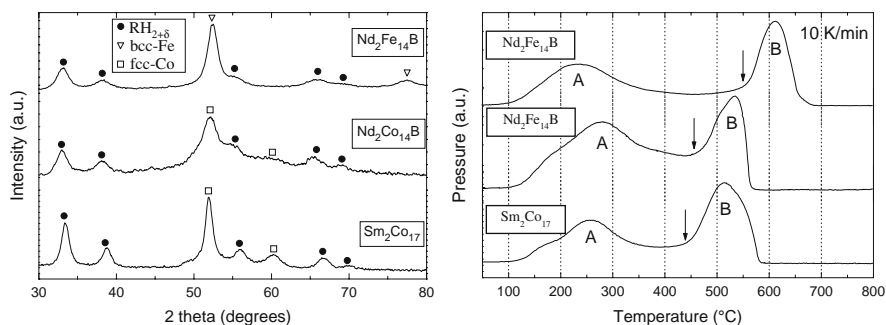 RH2+δ
bcc-Fe
fcc-Co
Nd2Fe14B
Nd2Co14B
Sm2Co17
Intensity (a.u.)
30 40 50 60 70 80
2 theta (degrees)
10 K/min
Nd2Fe14B
A
B
Nd2Fe14B
A
B
Sm2Co17
A
B
Pressure (a.u.)
100 200 300 400 500 600 700 800
Temperature (°C)